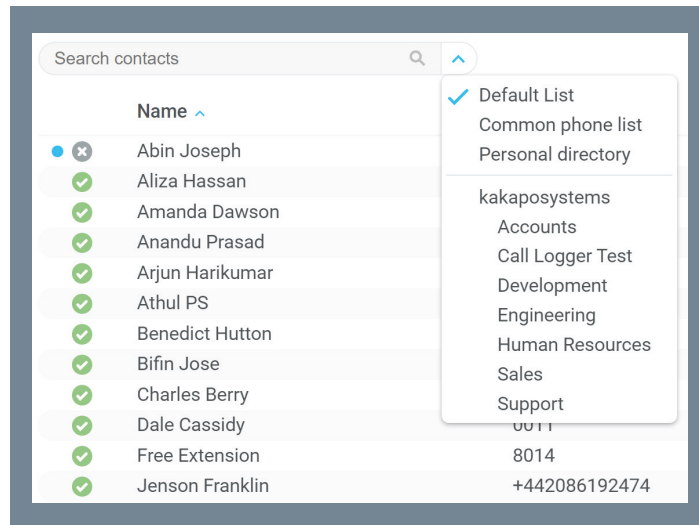 Search contacts
Default List
Common phone list
Personal directory
kakaposystems
Accounts
Call Logger Test
Development
Engineering
Human Resources
Sales
Support
Name
Abin Joseph
Aliza Hassan
Amanda Dawson
Anandu Prasad
Arjun Harikumar
Athul PS
Benedict Hutton
Bifin Jose
Charles Berry
Dale Cassidy
Free Extension 8014
Jenson Franklin +442086192474